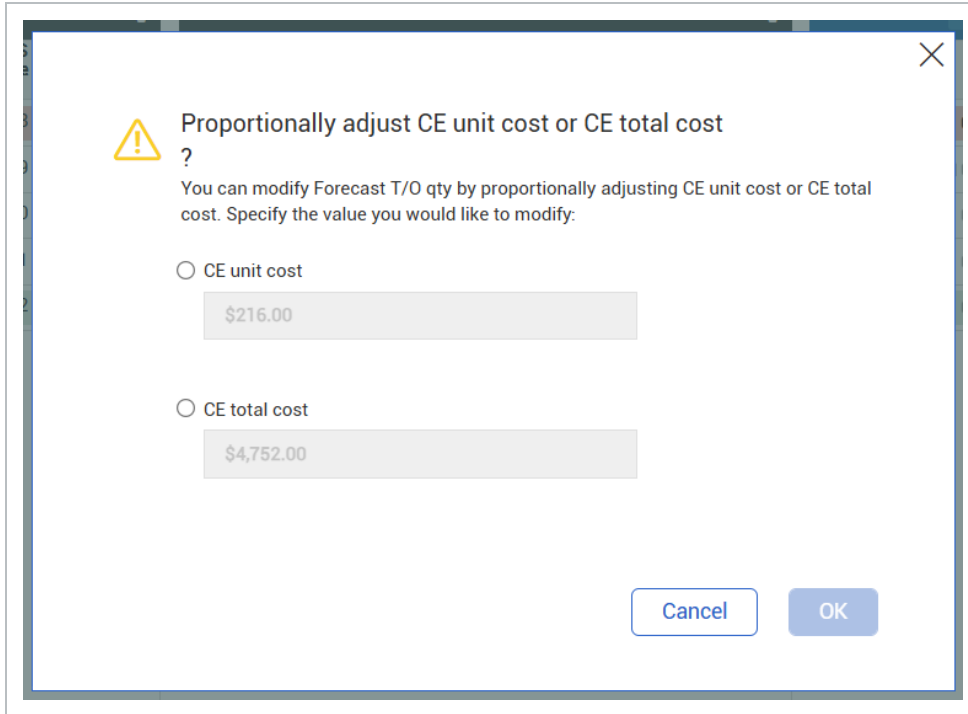 Proportionally adjust CE unit cost or CE total cost
?
You can modify Forecast T/O qty by proportionally adjusting CE unit cost or CE total
cost. Specify the value you would like to modify:
CE unit cost
$216.00
CE total cost
$4,752.00
Cancel
OK